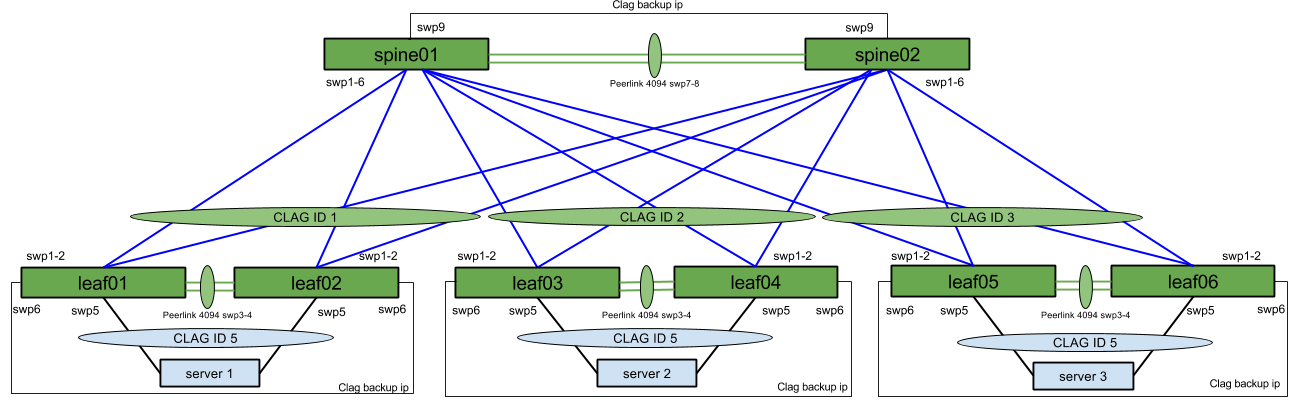 Clag backup ip
swp9
swp9
spine01
spine02
swp1-6
Peerlink 4094 swp7-8
swp1-6
CLAG ID 1
CLAG ID 2
CLAG ID 3
swp1-2
swp1-2
swp1-2
swp1-2
swp1-2
swp1-2
leaf01
leaf02
leaf03
leaf04
leaf05
leaf06
swp6
swp5
Peerlink 4094 swp3-4
swp5
swp6
swp6
swp5
Peerlink 4094 swp3-4
swp5
swp6
swp6
swp5
Peerlink 4094 swp3-4
swp5
swp6
CLAG ID 5
CLAG ID 5
CLAG ID 5
server 1
server 2
server 3
Clag backup ip
Clag backup ip
Clag backup ip